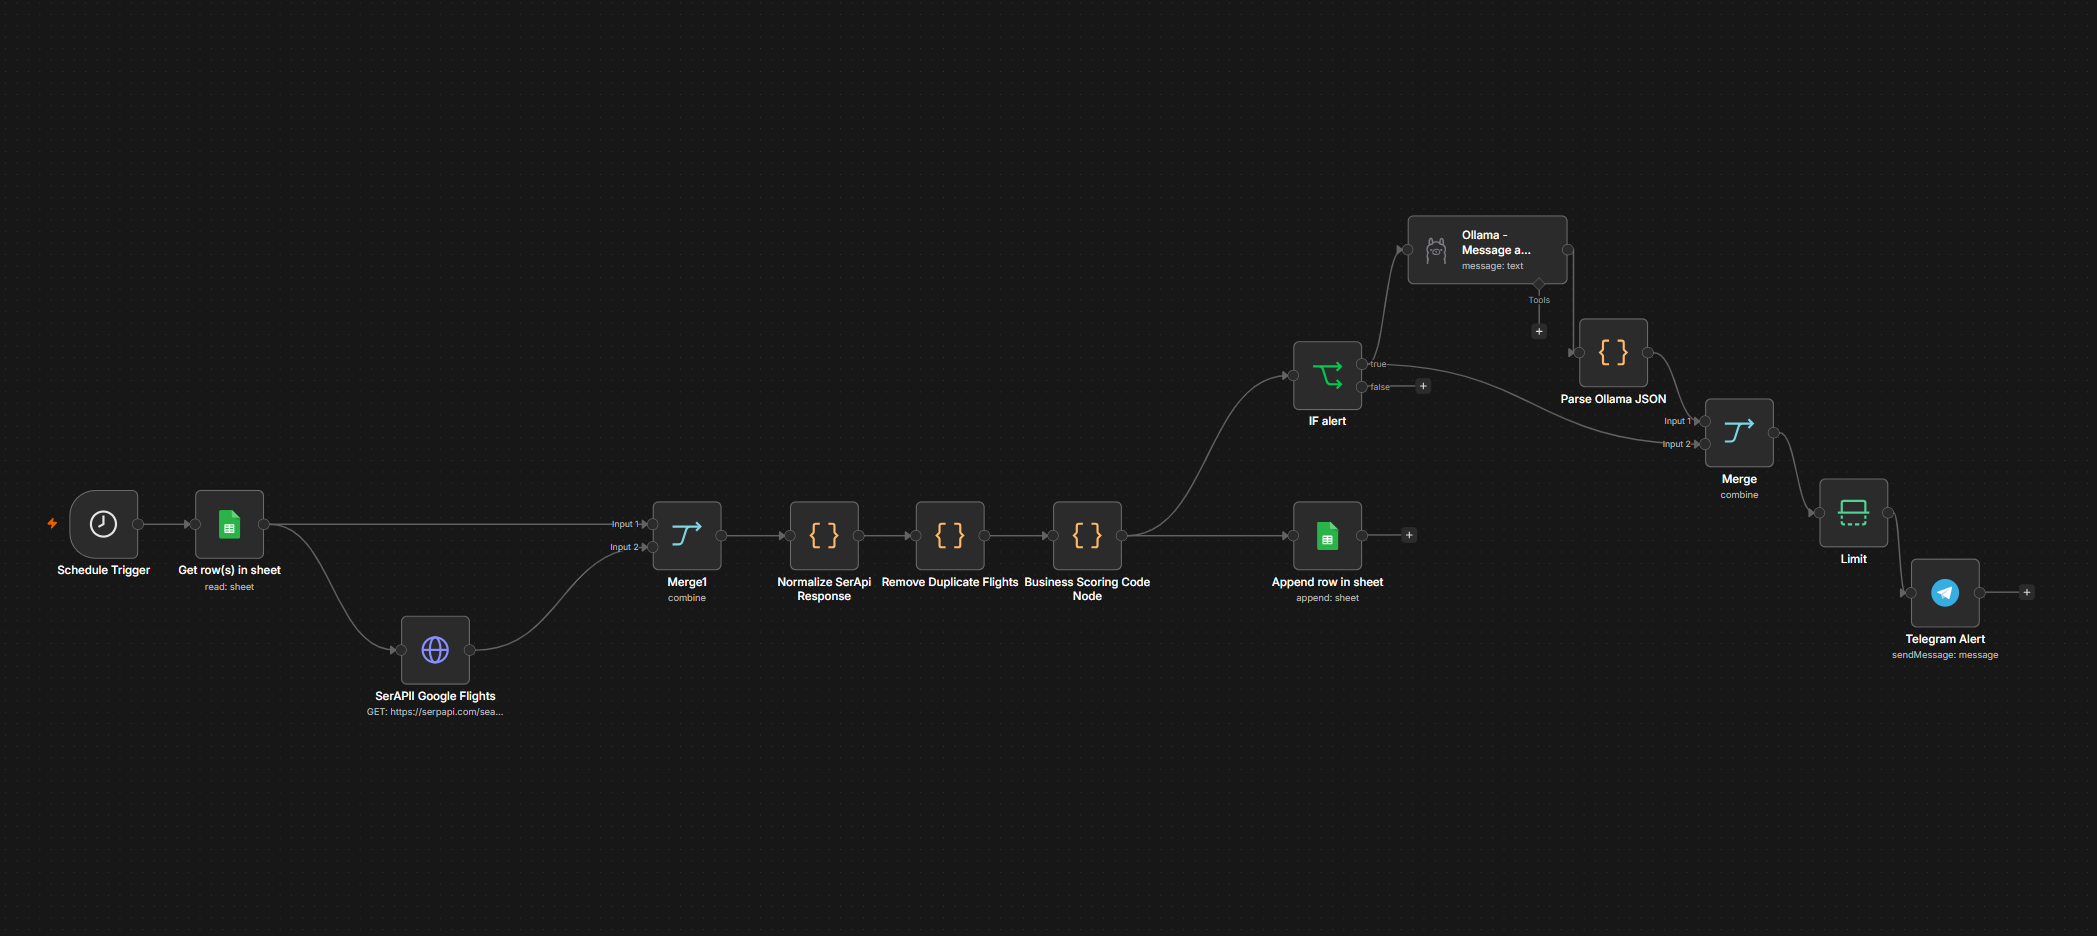 Schedule Trigger
Get row(s) in sheet
read: sheet
SerAPII Google Flights
GET: https://serpapi.com/sea...
Input 1
Input 2
Merge1
combine
Normalize SerApi
Response
Remove Duplicate Flights
Business Scoring Code
Node
IF alert
true
false
Append row in sheet
append: sheet
Ollama -
Message a...
message: text
Tools
Parse Ollama JSON
Input 1
Input 2
Merge
combine
Limit
Telegram Alert
sendMessage: message